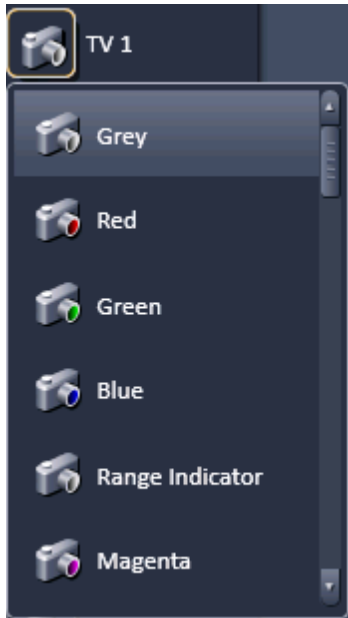 TV 1
Grey
Red
Green
Blue
Range Indicator
Magenta